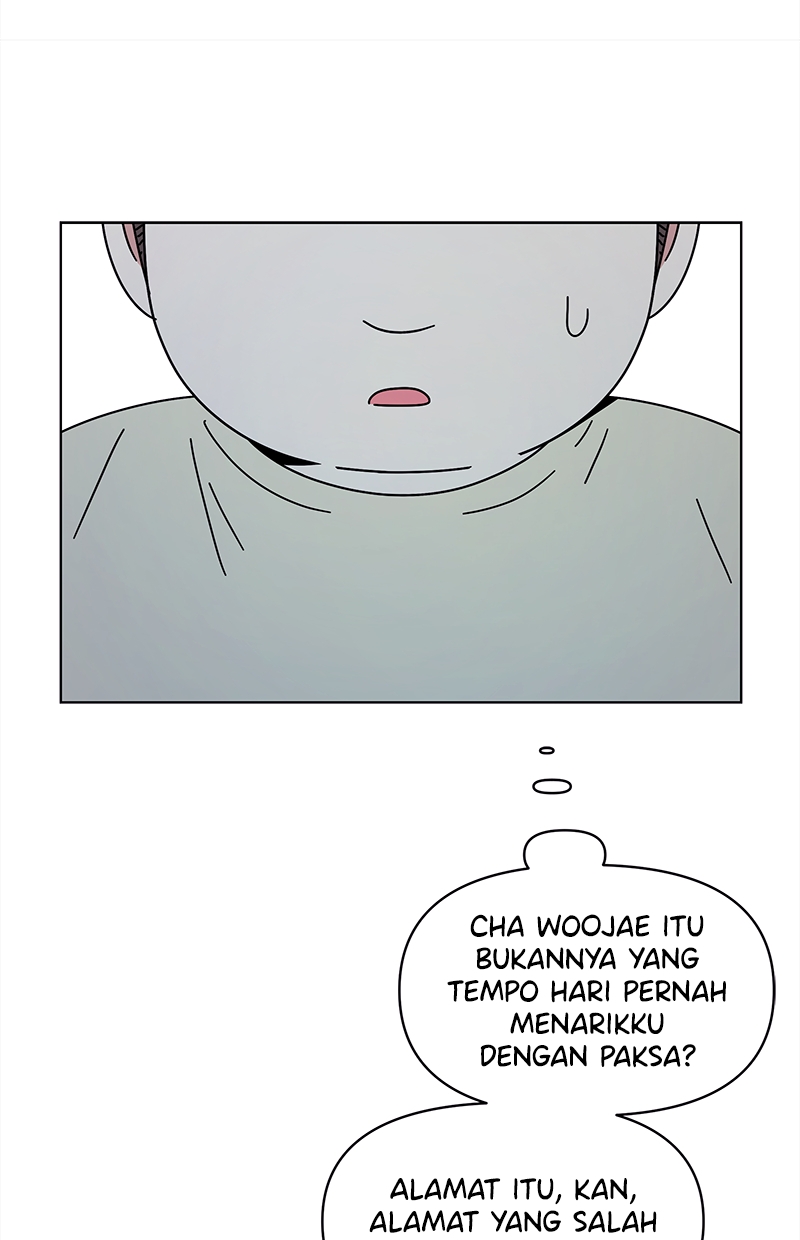 CHA WOOJAE ITU
BUKANNYA YANG
TEMPO HARI PERNAH
MENARIKKU
DENGAN PAKSA?
ALAMAT ITU, KAN,
ALAMAT YANG SALAH